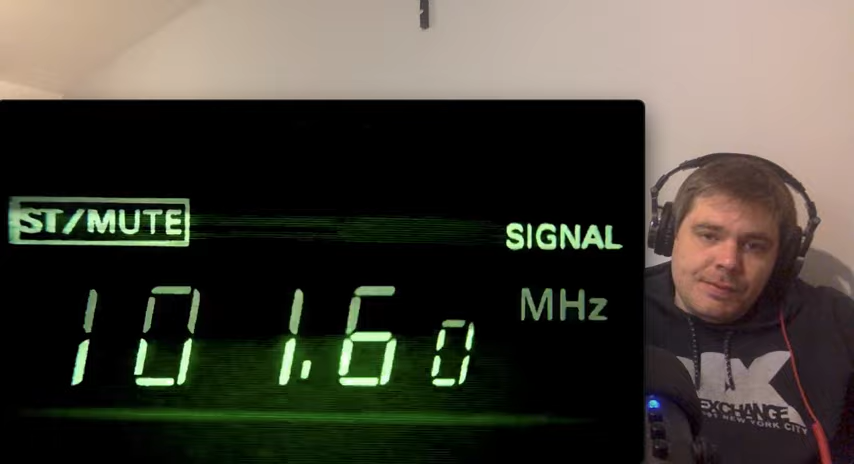 ST/MUTE
SIGNAL
MHz
101.60
EXCHANGE
NEW YORK CITY